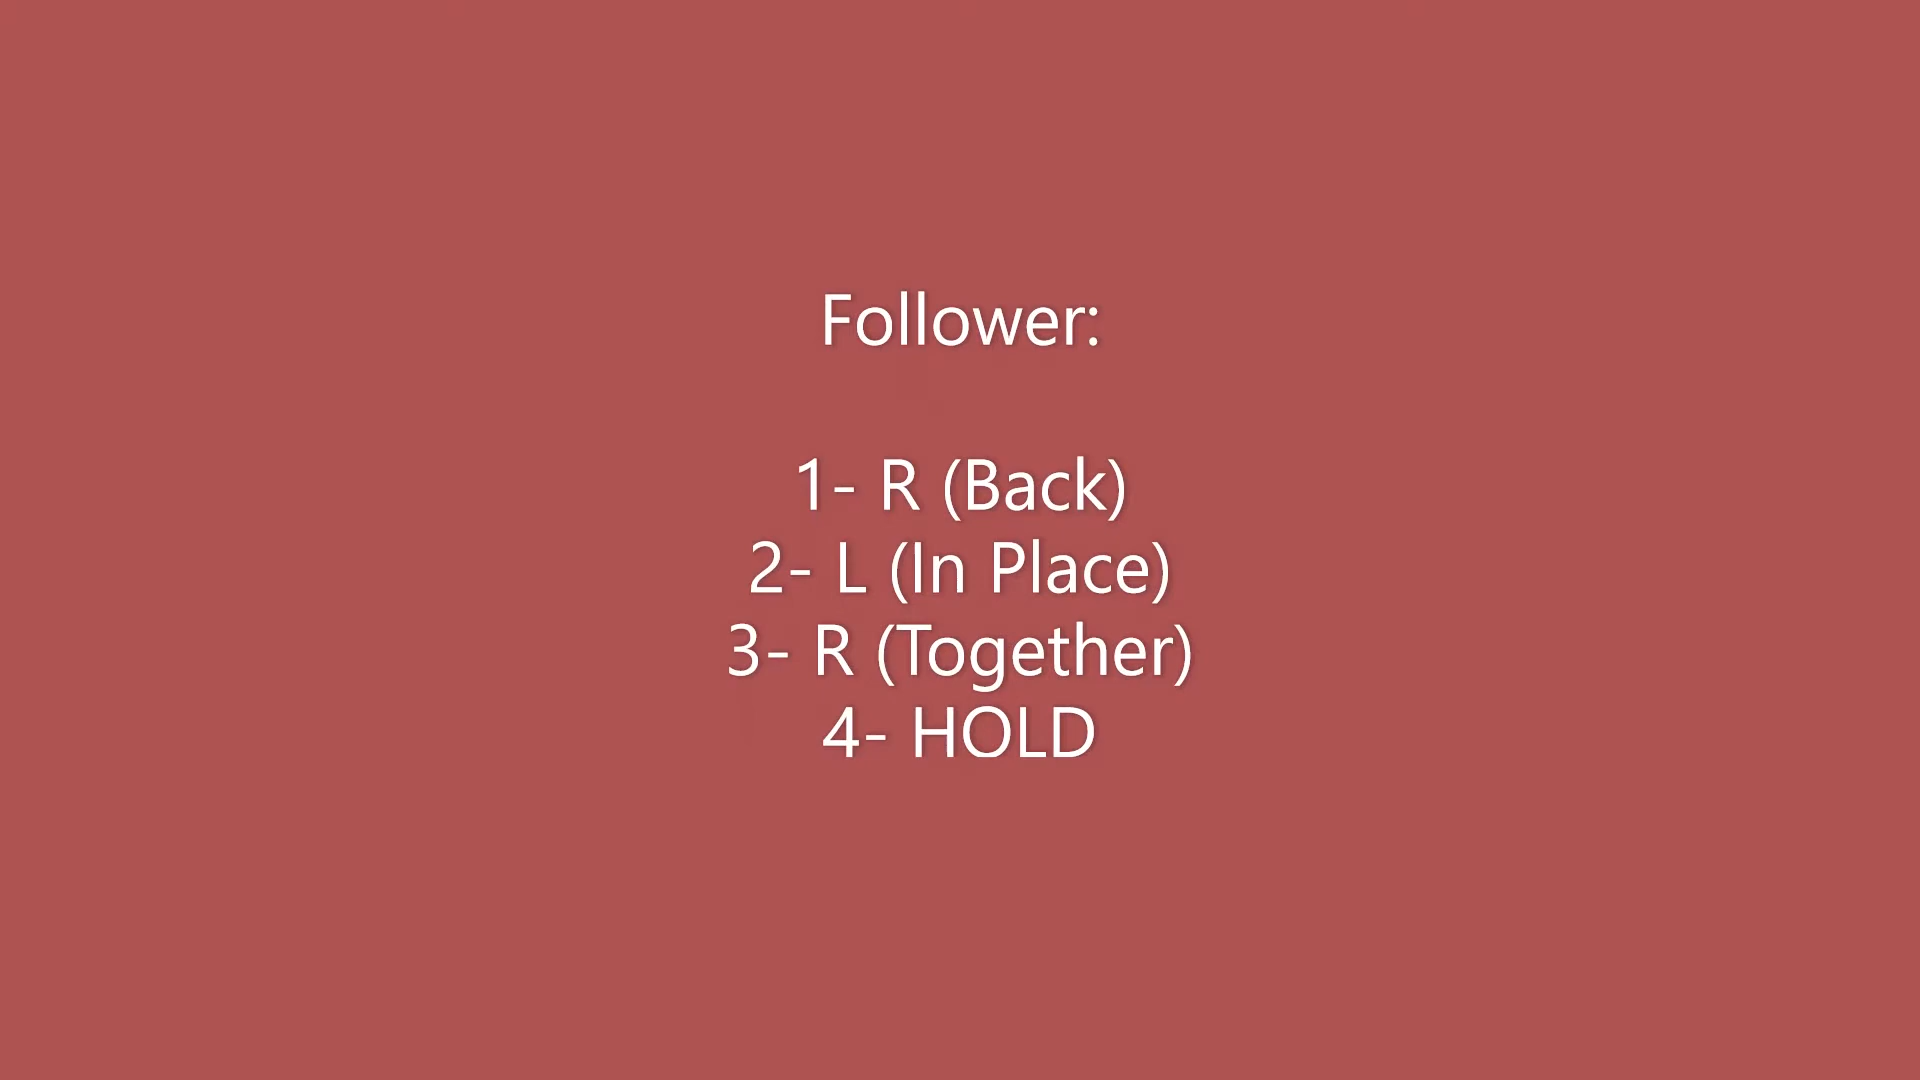 Follower:
1- R (Back)
2- L (In Place)
3- R (Together)
4- HOLD